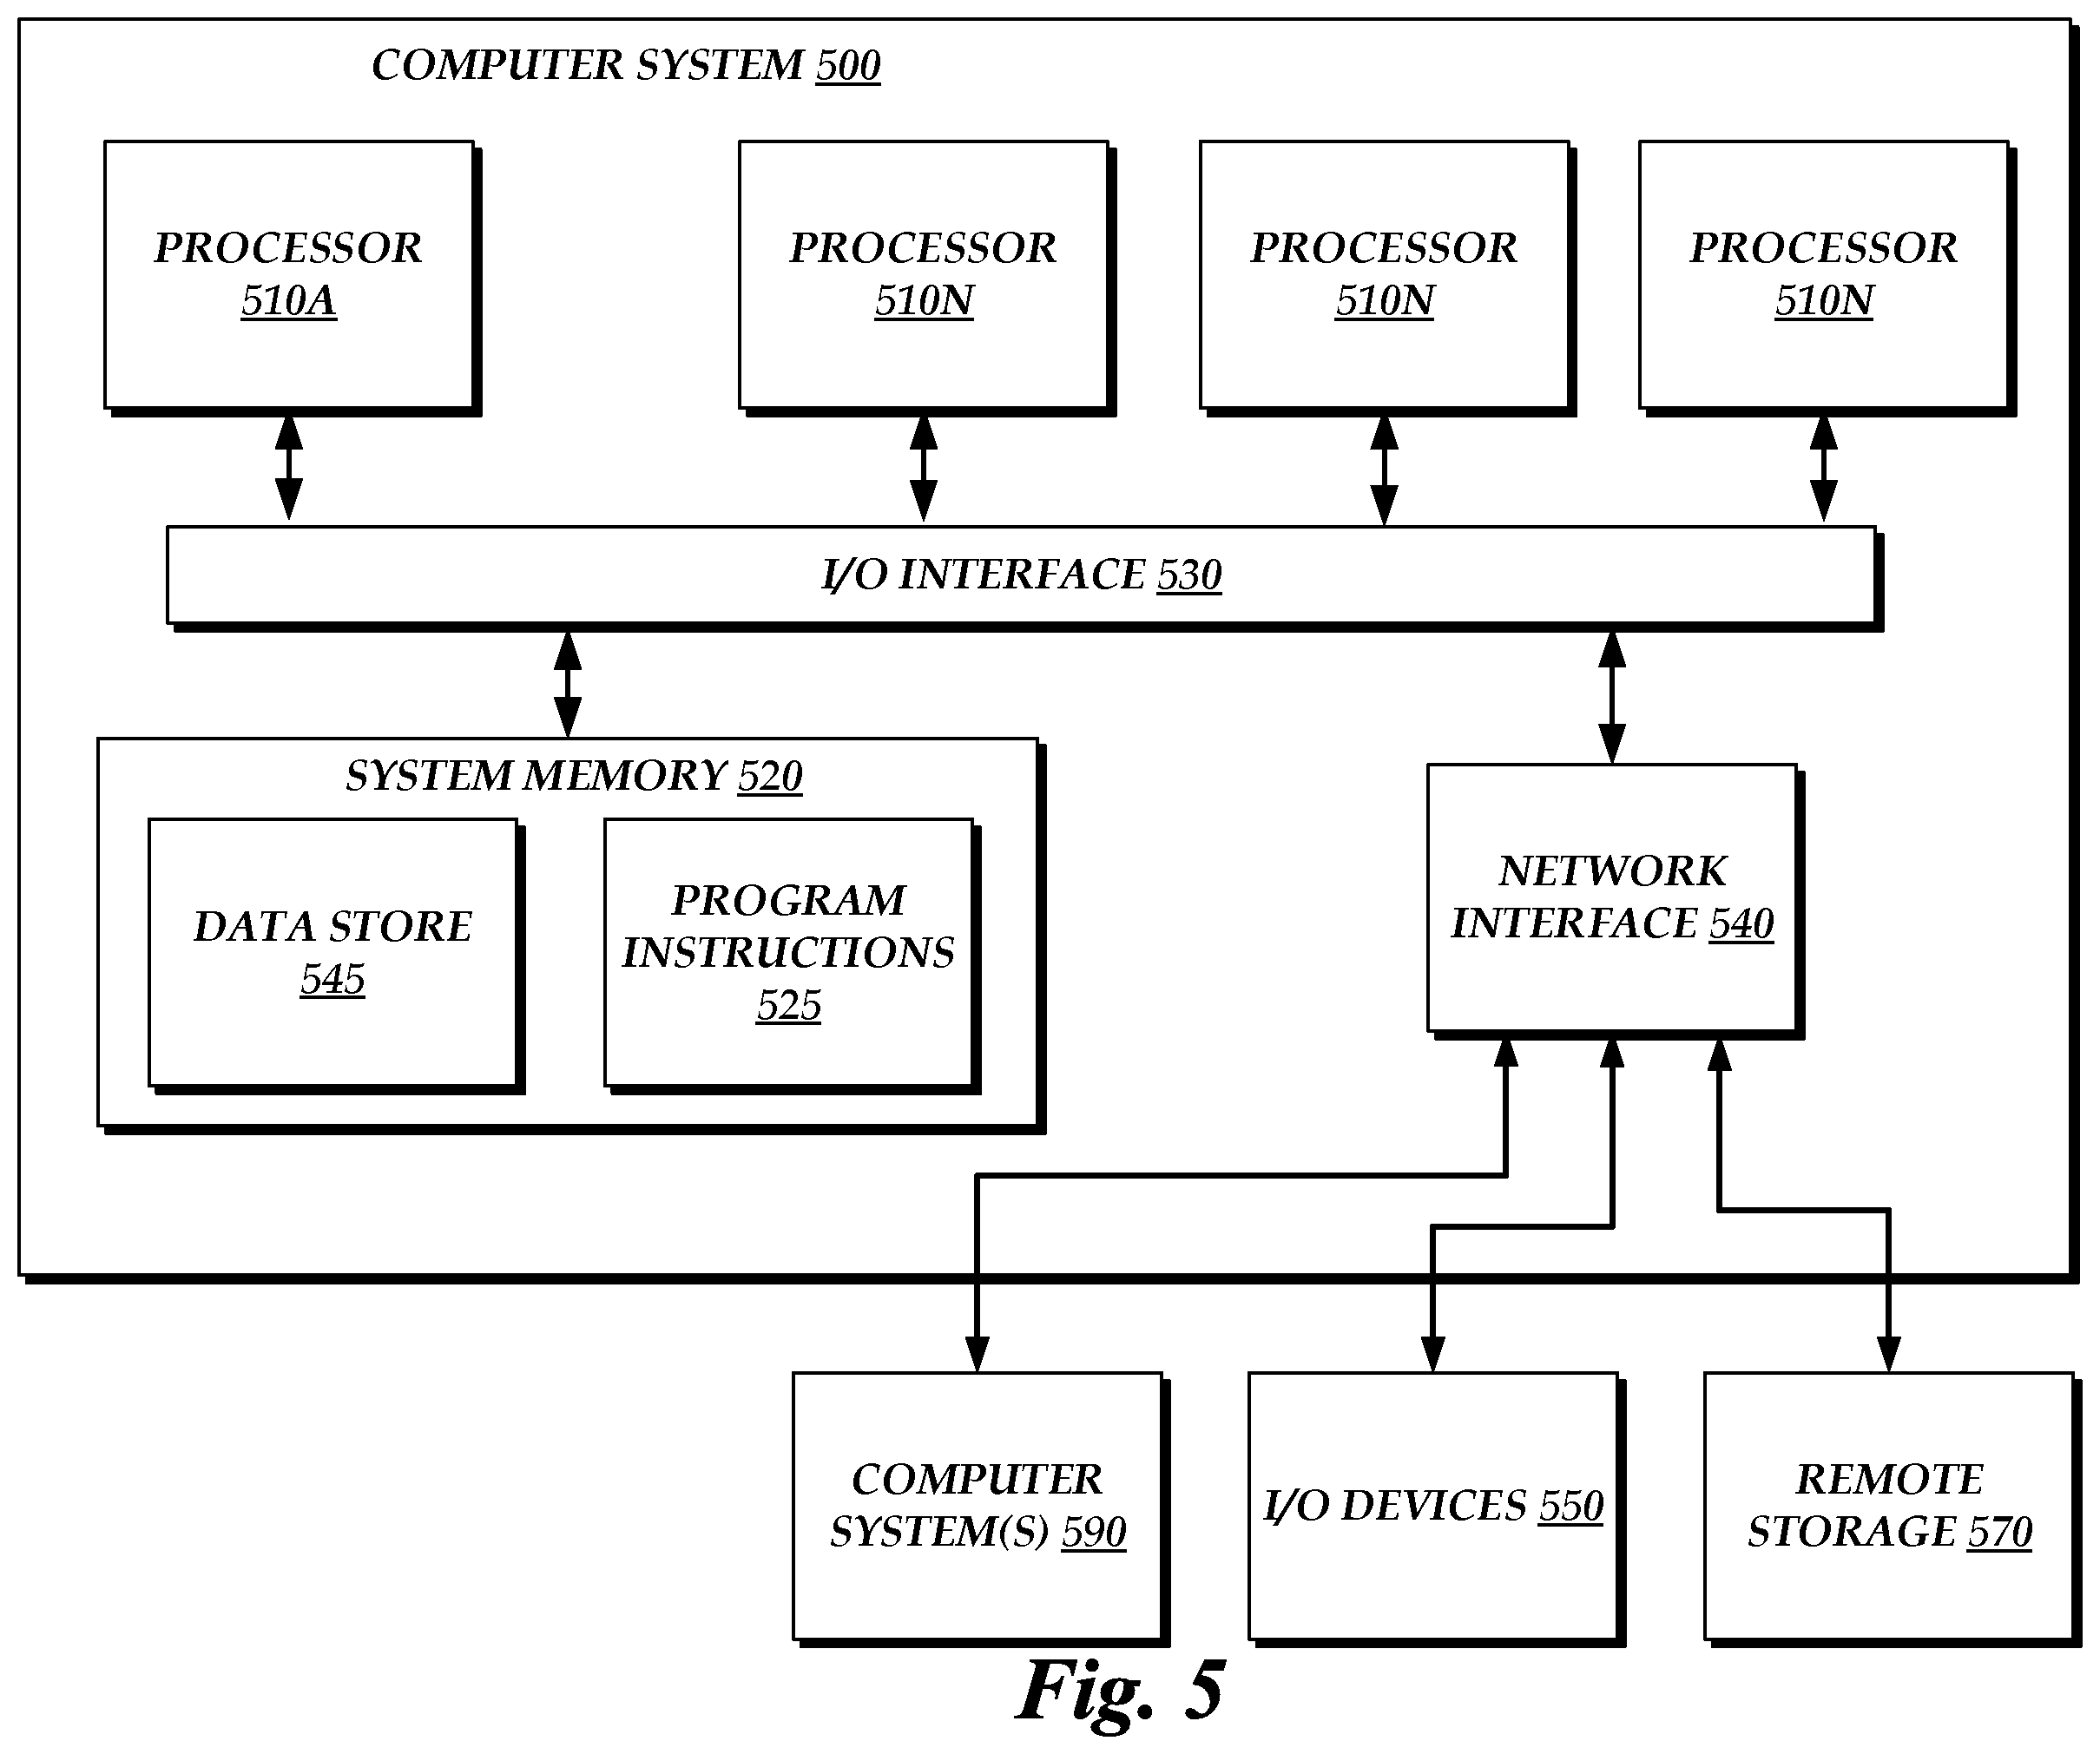 COMPUTER SYSTEM 500
PROCESSOR
510A
PROCESSOR
510N
PROCESSOR
510N
PROCESSOR
510N
I/O INTERFACE 530
SYSTEM MEMORY 520
DATA STORE
545
PROGRAM
INSTRUCTIONS
525
NETWORK
INTERFACE 540
COMPUTER
SYSTEM(S) 590
I/O DEVICES 550
REMOTE
STORAGE 570
Fig. 5